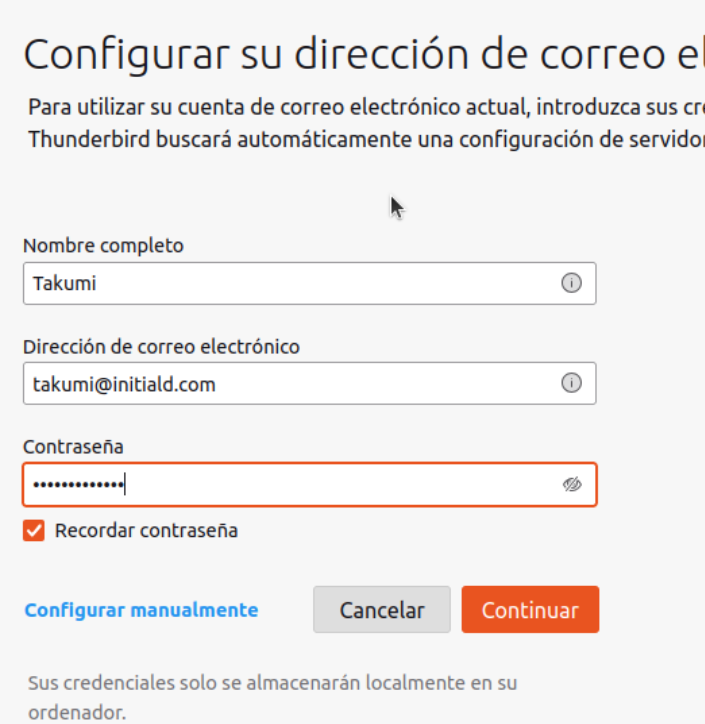 Configurar su dirección de correo el
Para utilizar su cuenta de correo electrónico actual, introduzca sus cre
Thunderbird buscará automáticamente una configuración de servidor
Nombre completo
Takumi
Dirección de correo electrónico
takumi@initiald.com
Contraseña
•••••••••••••
Recordar contraseña
Configurar manualmente
Cancelar
Continuar
Sus credenciales solo se almacenarán localmente en su
ordenador.